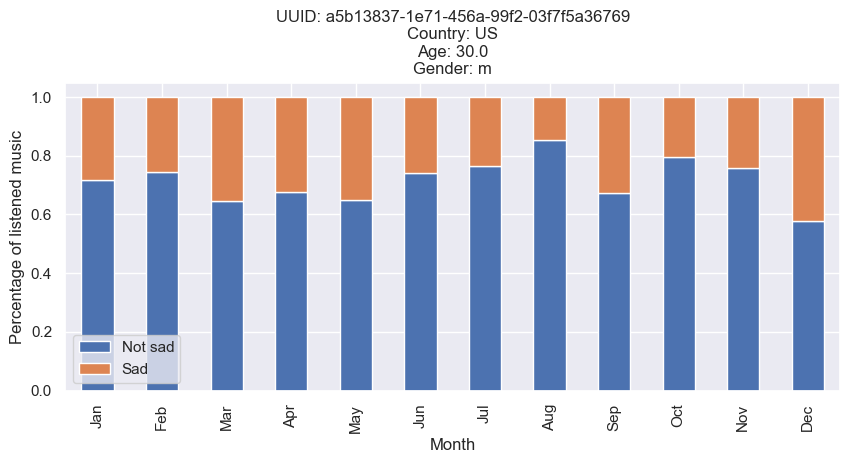 UUID: a5b13837-1e71-456a-99f2-03f7f5a36769
Country: US
Age: 30.0
Gender: m
Percentage of listened music
1.0
0.8
0.6
0.4
0.2
0.0
Not sad
Sad
Jan
Feb
Mar
Apr
May
Jun
Jul
Aug
Sep
Oct
Nov
Dec
Month